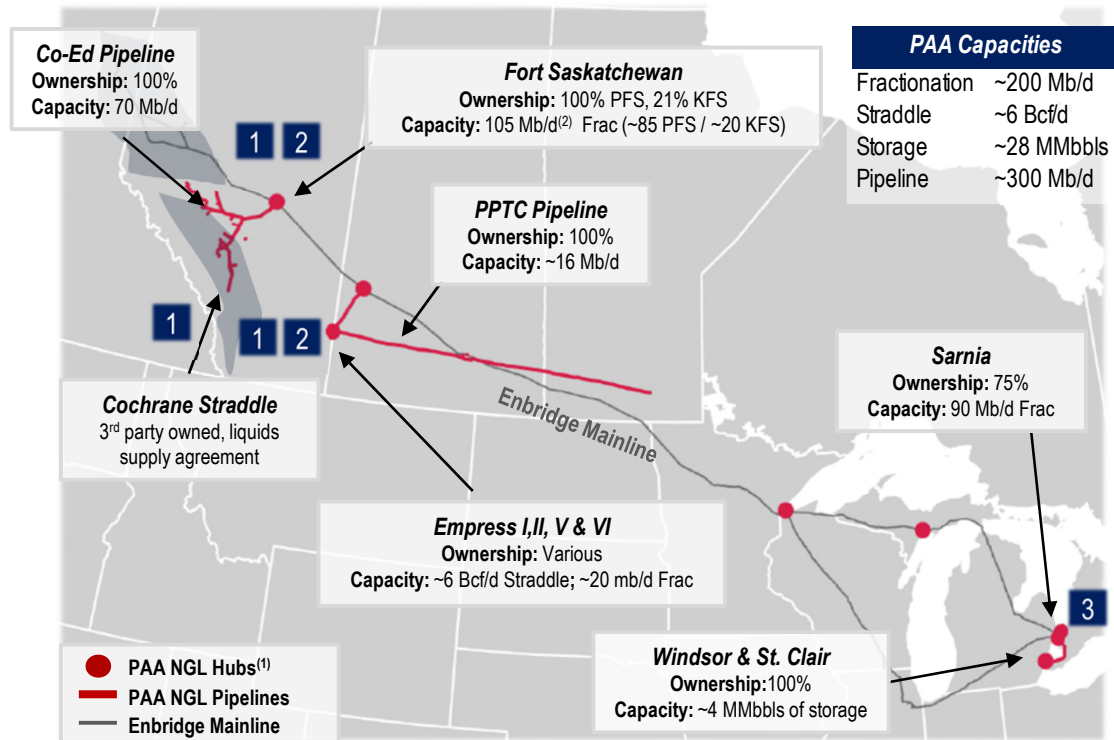 Co-Ed Pipeline
Ownership: 100%
Capacity: 70 Mb/d
Fort Saskatchewan
Ownership: 100% PFS, 21% KFS
Capacity: 105 Mb/d(2) Frac (~85 PFS / ~20 KFS)
PAA Capacities
Fractionation ~200 Mb/d
Straddle ~6 Bcf/d
Storage ~28 MMbbls
Pipeline ~300 Mb/d
1 2
PPTC Pipeline
Ownership: 100%
Capacity: ~16 Mb/d
1
1 2
Cochrane Straddle
3rd party owned, liquids
supply agreement
Enbridge Mainline
Sarnia
Ownership: 75%
Capacity: 90 Mb/d Frac
Empress I,II, V & VI
Ownership: Various
Capacity: ~6 Bcf/d Straddle; ~20 mb/d Frac
3
Windsor & St. Clair
Ownership:100%
Capacity: ~4 MMbbls of storage
PAA NGL Hubs(1)
PAA NGL Pipelines
Enbridge Mainline